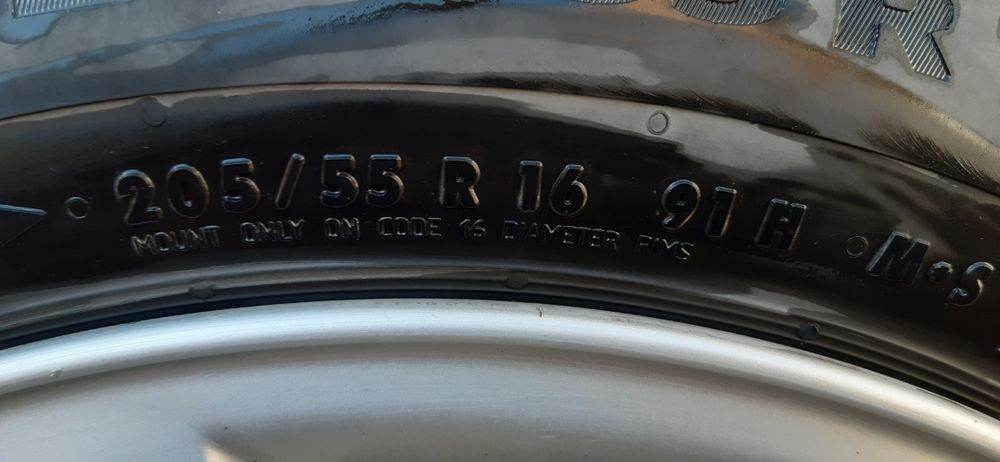 205/55 R 16 91 H M+S
MOUNT ONLY ON CODE 16 DIAMETER RIMS